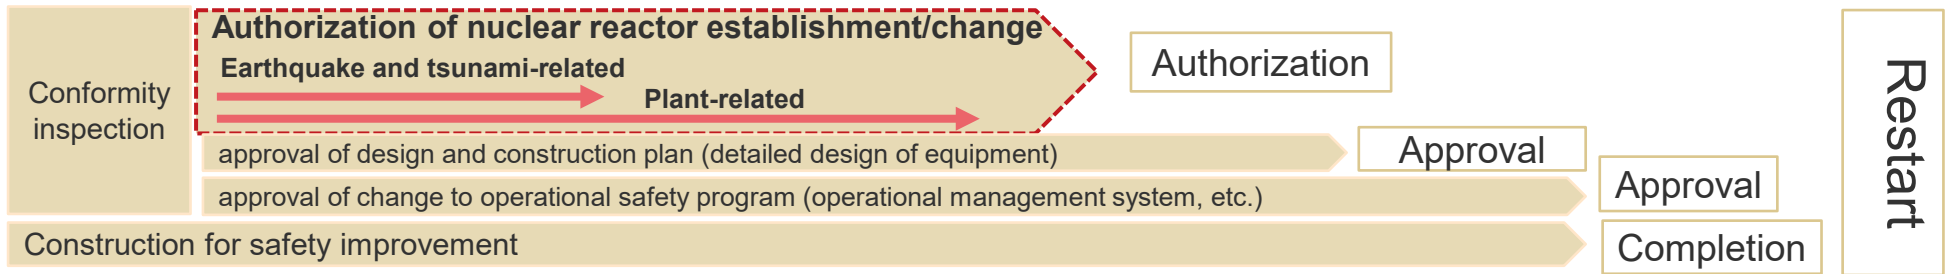 Conformity
inspection
Authorization of nuclear reactor establishment/change
Earthquake and tsunami-related
Plant-related
Authorization
approval of design and construction plan (detailed design of equipment)
Approval
approval of change to operational safety program (operational management system, etc.)
Approval
Construction for safety improvement
Completion
Restart